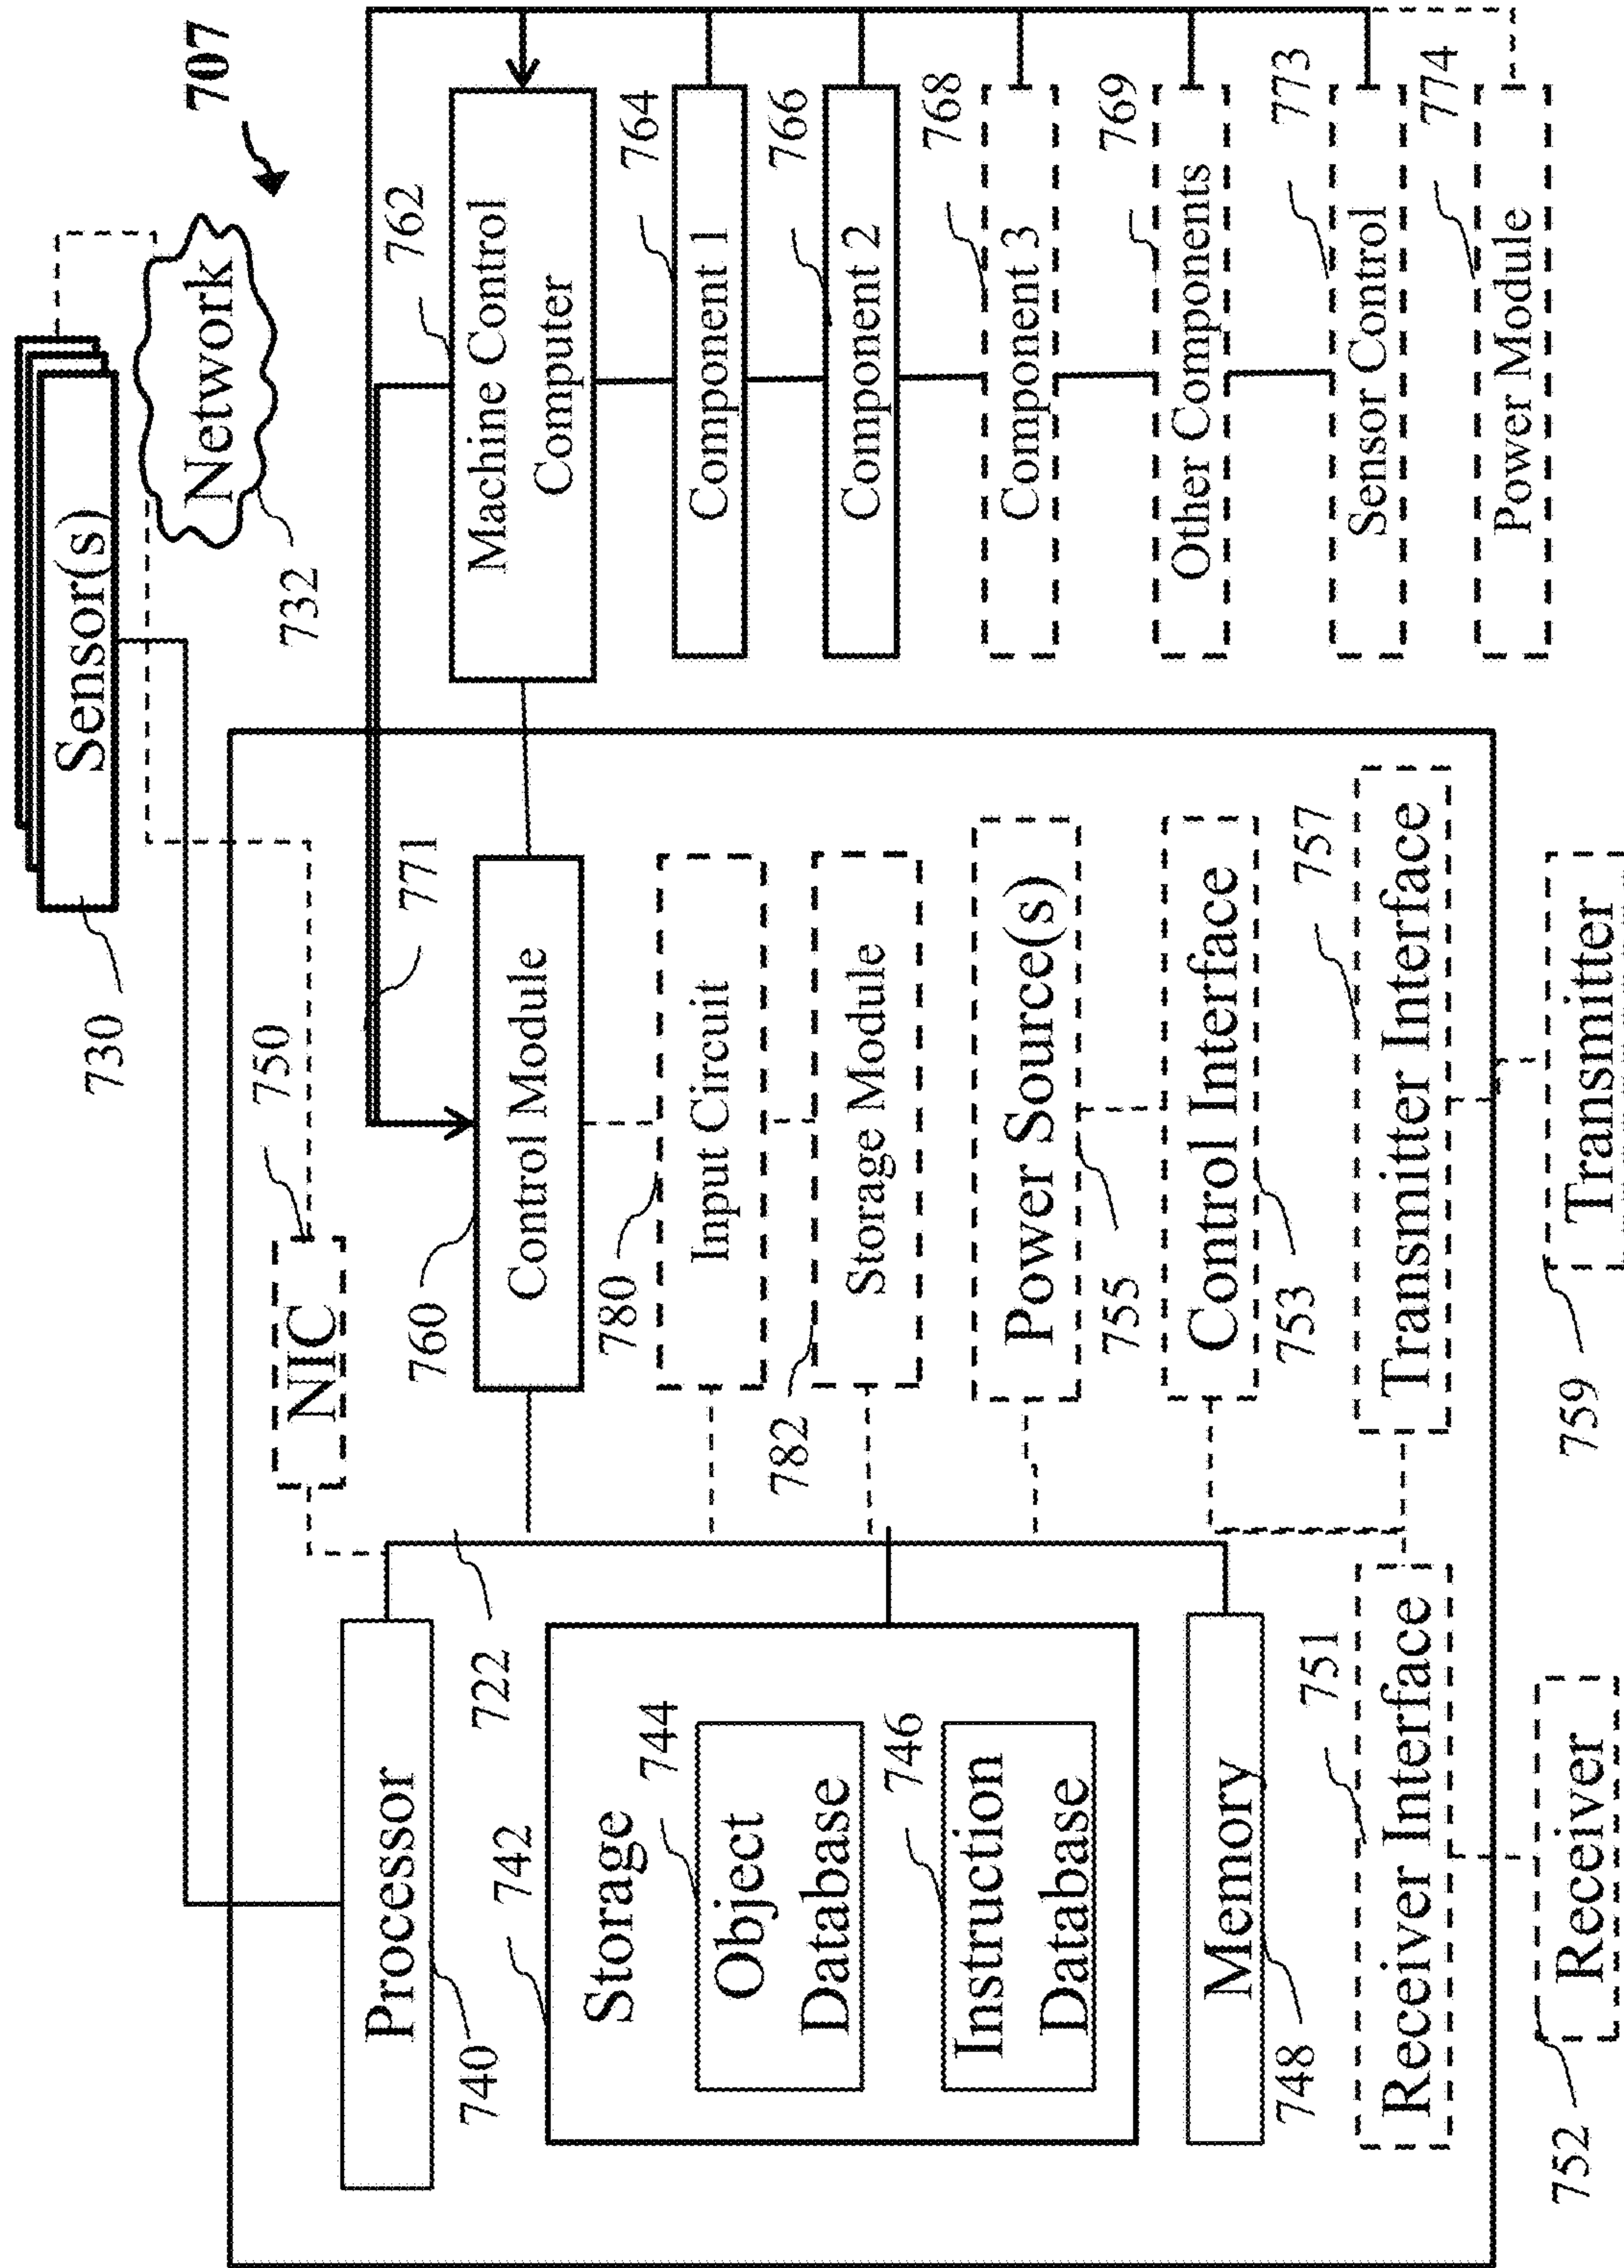 707
Sensor(s)
730
Network
732
NIC
750
Processor
740
722
Storage
742
Object
Database
744
Instruction
Database
746
Memory
748
Receiver Interface
751
Receiver
752
Control Module
760
771
Input Circuit
780
Storage Module
782
Power Source(s)
755
Control Interface
753
Transmitter Interface
757
Transmitter
759
Machine Control
Computer
762
Component 1
764
Component 2
766
Component 3
768
Other Components
769
Sensor Control
773
Power Module
774